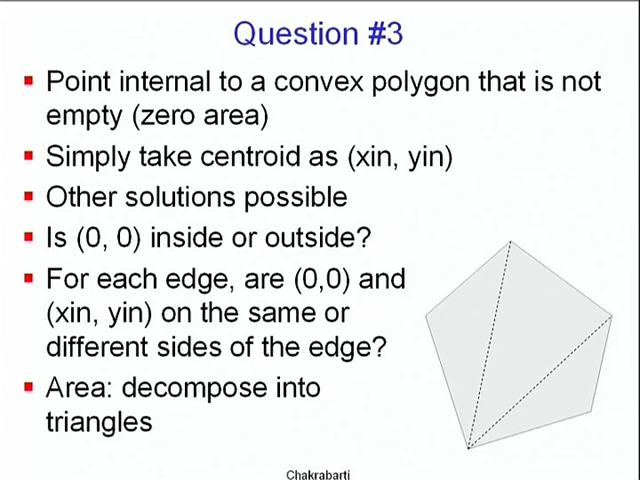 Question #3
Point internal to a convex polygon that is not
empty (zero area)
Simply take centroid as (xin, yin)
Other solutions possible
Is (0, 0) inside or outside?
For each edge, are (0,0) and
(xin, yin) on the same or
different sides of the edge?
Area: decompose into
triangles
Chakrabarti